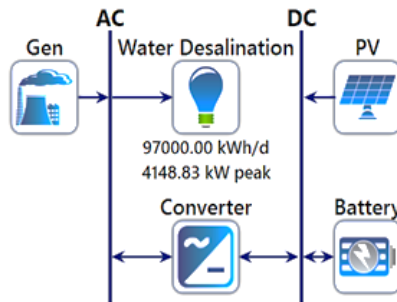 AC DC
Gen Water Desalination PV
97000.00 kWh/d
4148.83 kW peak
Converter Battery